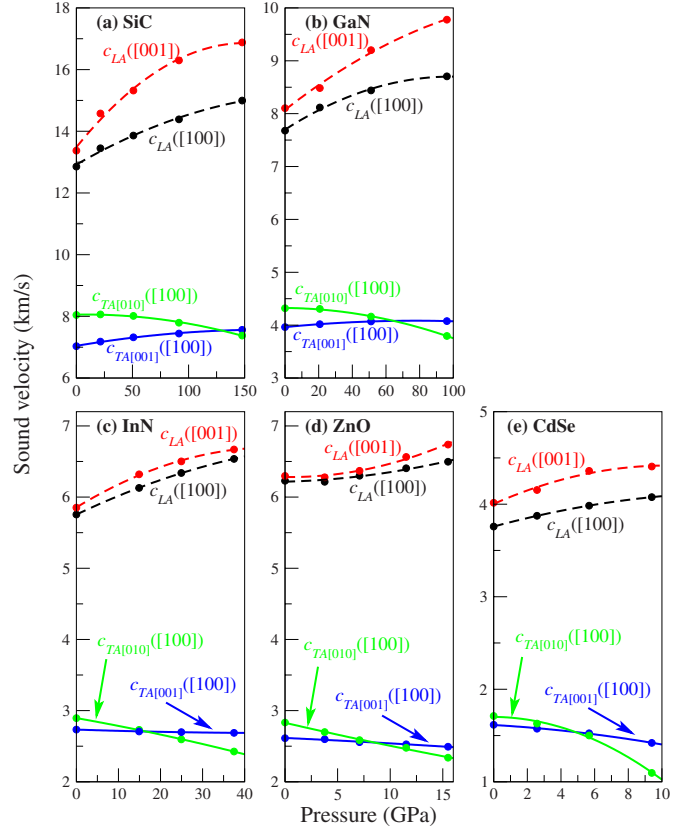 (a) SiC
c_LA([001])
c_LA([100])
c_TA[010]([100])
c_TA[001]([100])
18
16
14
12
10
8
6
0 50 100 150
(b) GaN
c_LA([001])
c_LA([100])
c_TA[010]([100])
c_TA[001]([100])
10
9
8
7
6
5
4
3
0 20 40 60 80 100
Sound velocity (km/s)
(c) InN
c_LA([001])
c_LA([100])
c_TA[010]([100])
c_TA[001]([100])
7
6
5
4
3
2
0 10 20 30 40
(d) ZnO
c_LA([001])
c_LA([100])
c_TA[010]([100])
c_TA[001]([100])
7
6
5
4
3
2
0 5 10 15
(e) CdSe
c_LA([001])
c_LA([100])
c_TA[010]([100])
c_TA[001]([100])
5
4
3
2
1
0 2 4 6 8 10
Pressure (GPa)